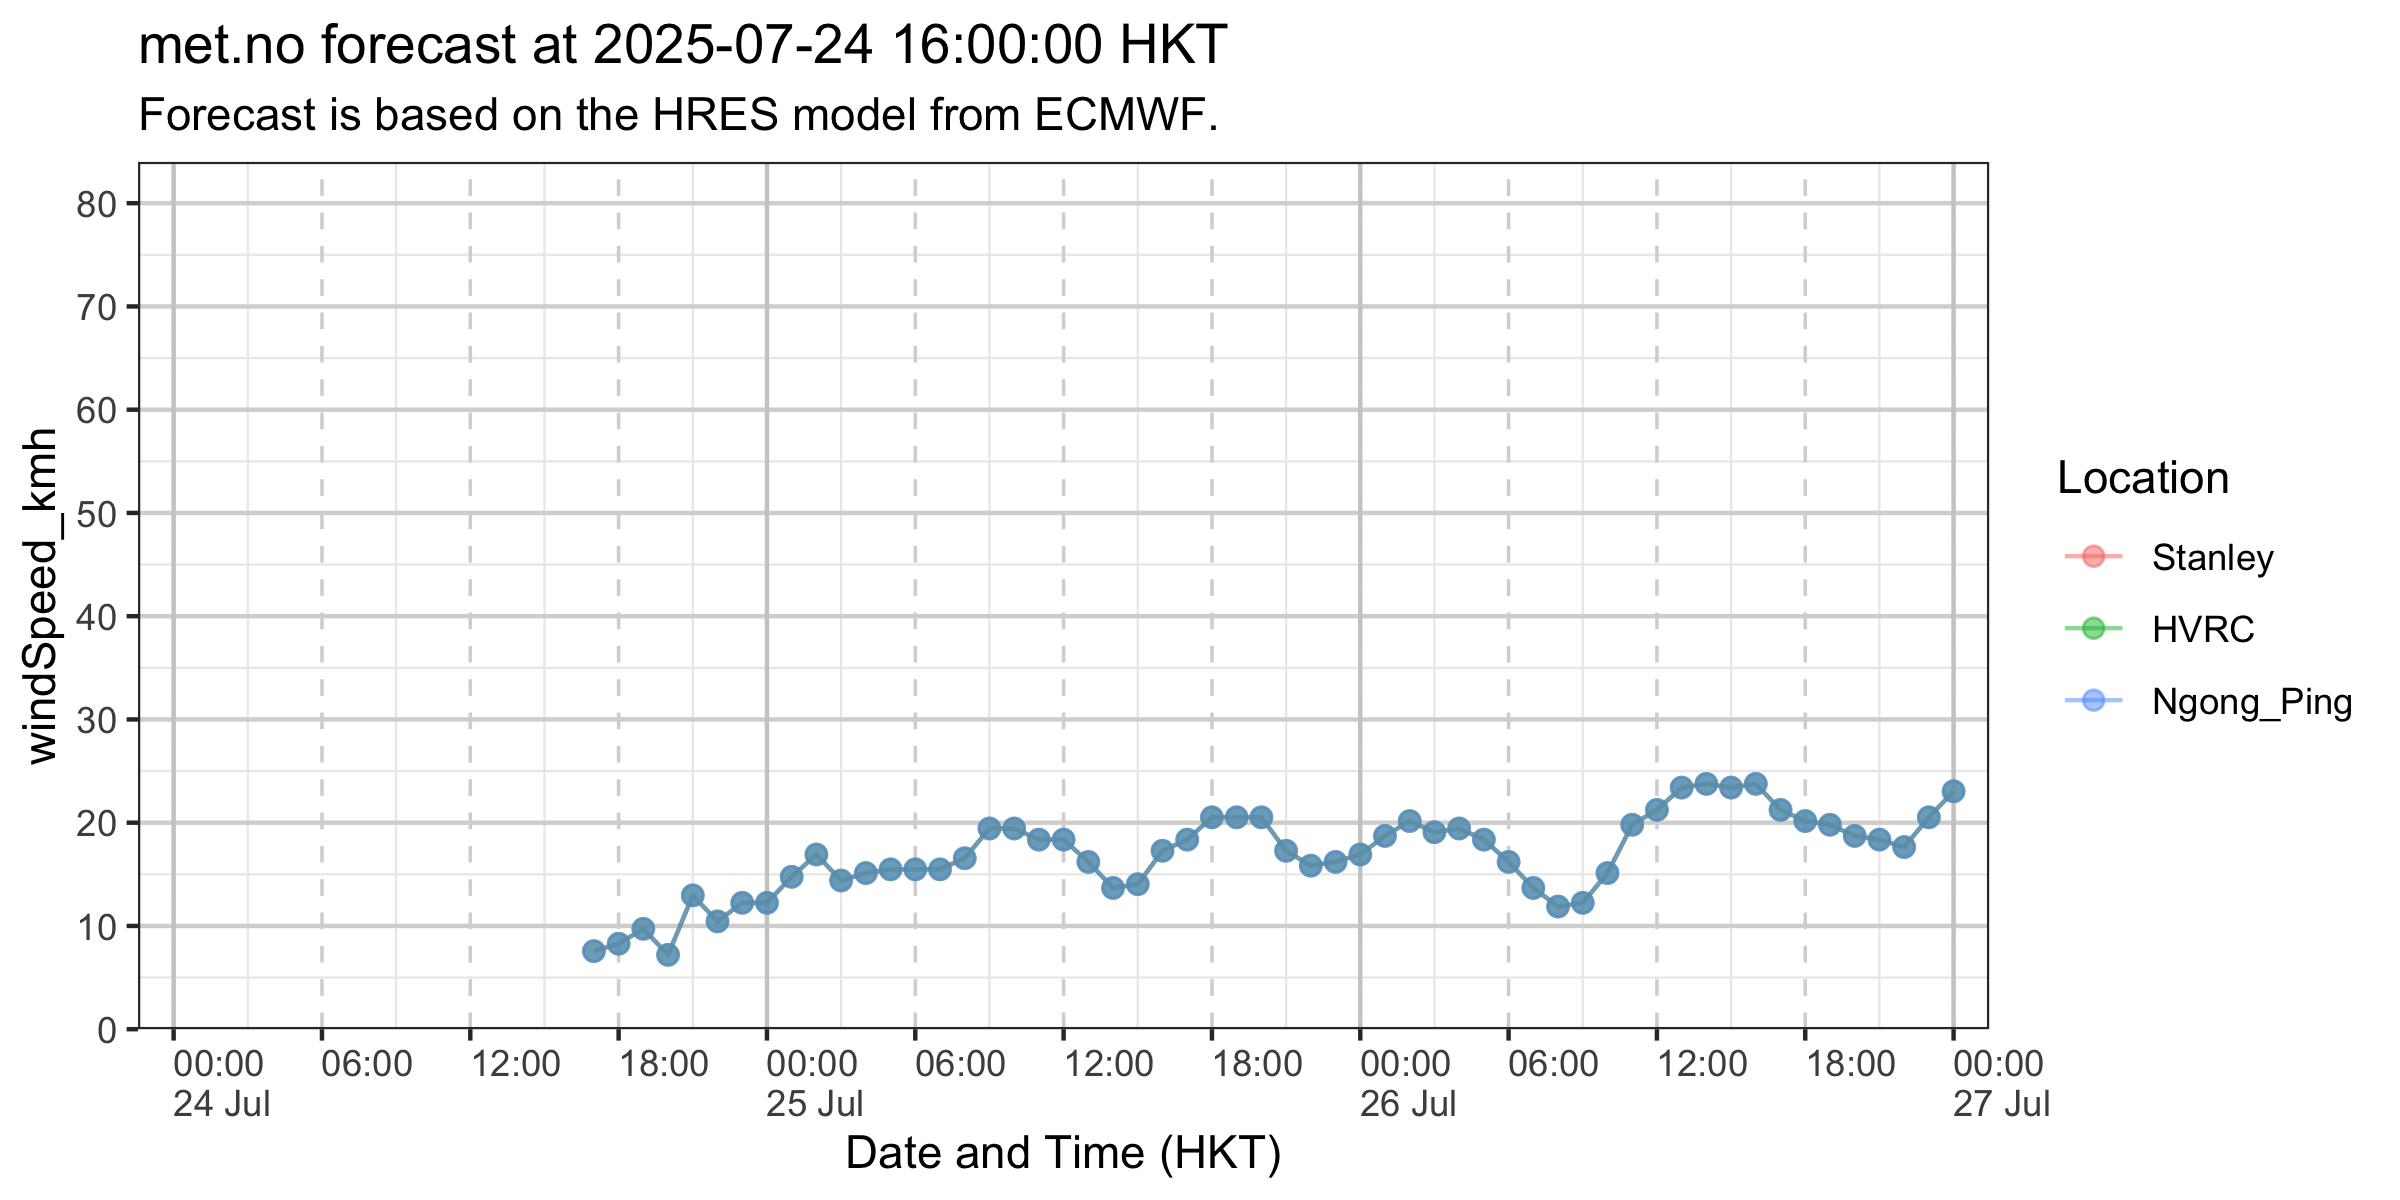 met.no forecast at 2025-07-24 16:00:00 HKT
Forecast is based on the HRES model from ECMWF.
windSpeed_kmh
80
70
60
50
40
30
20
10
0
00:00 06:00 12:00 18:00 00:00 06:00 12:00 18:00 00:00 06:00 12:00 18:00 00:00
24 Jul 25 Jul 26 Jul 27 Jul
Date and Time (HKT)
Location
Stanley
HVRC
Ngong_Ping